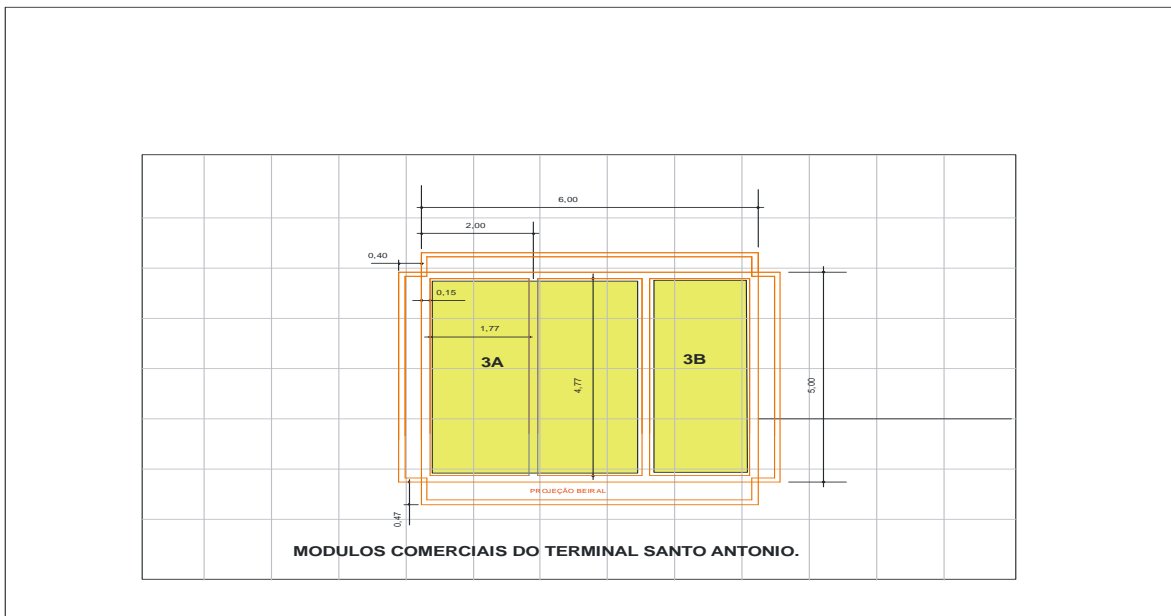 6,00
2,00
0,40
0,15
1,77
3A
3B
4,77
5,00
PROJEÇÃO BEIRAL
0,47
MODULOS COMERCIAIS DO TERMINAL SANTO ANTONIO.